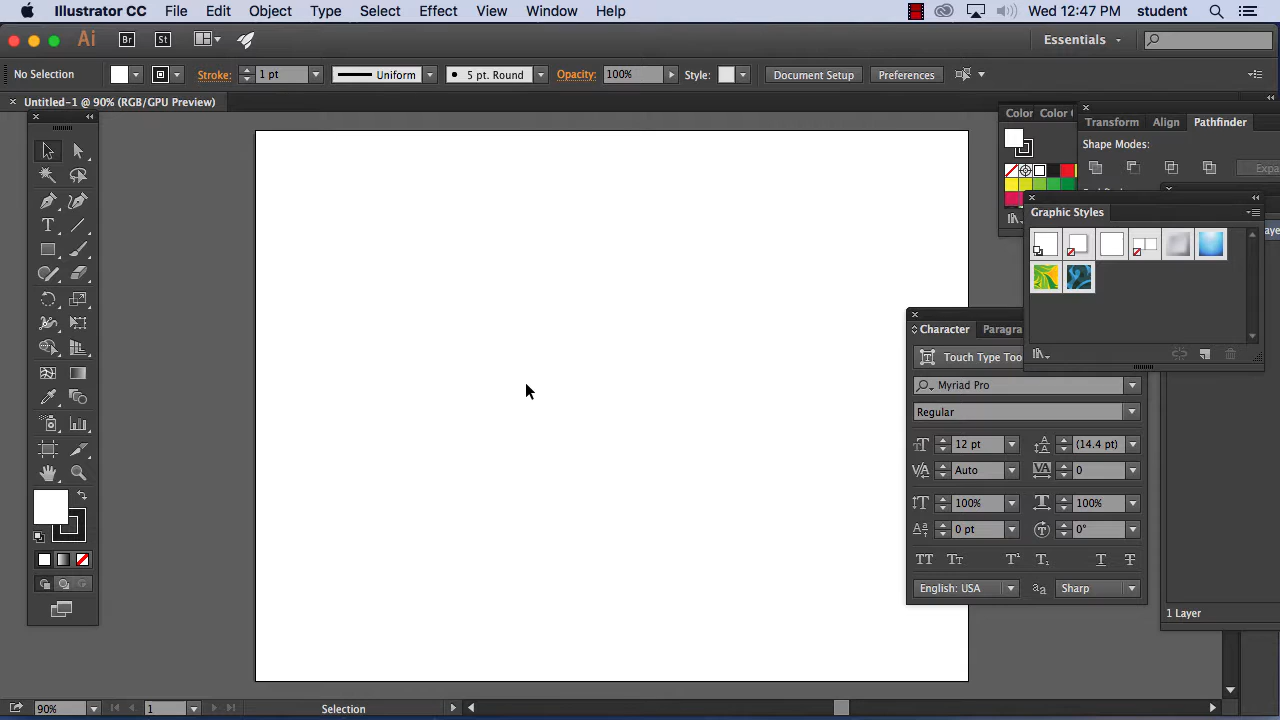 Illustrator CC File Edit Object Type Select Effect View Window Help Wed 12:47 PM student
Ai Br St Essentials
No Selection Stroke: 1 pt Uniform 5 pt. Round Opacity: 100% Style: Document Setup Preferences
Untitled-1 @ 90% (RGB/GPU Preview)
Color Color
Transform Align Pathfinder
Shape Modes:
Expa
Graphic Styles
Character Paragra
Touch Type Too
Myriad Pro
Regular
12 pt (14.4 pt)
Auto 0
100% 100%
0 pt 0°
English: USA Sharp
1 Layer
90% 1 Selection